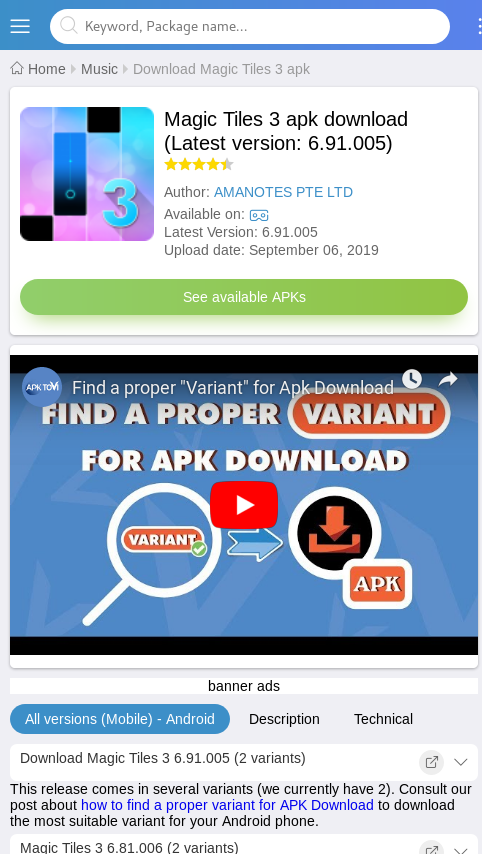 Keyword, Package name...
Home Music Download Magic Tiles 3 apk
Magic Tiles 3 apk download
(Latest version: 6.91.005)
3
Author: AMANOTES PTE LTD
Available on:
Latest Version: 6.91.005
Upload date: September 06, 2019
See available APKs
Find a proper "Variant" for Apk Download
FIND A PROPER VARIANT
FOR APK DOWNLOAD
VARIANT
APK
banner ads
All versions (Mobile) - Android Description Technical
Download Magic Tiles 3 6.91.005 (2 variants)
This release comes in several variants (we currently have 2). Consult our
post about how to find a proper variant for APK Download to download
the most suitable variant for your Android phone.
Magic Tiles 3 6.81.006 (2 variants)